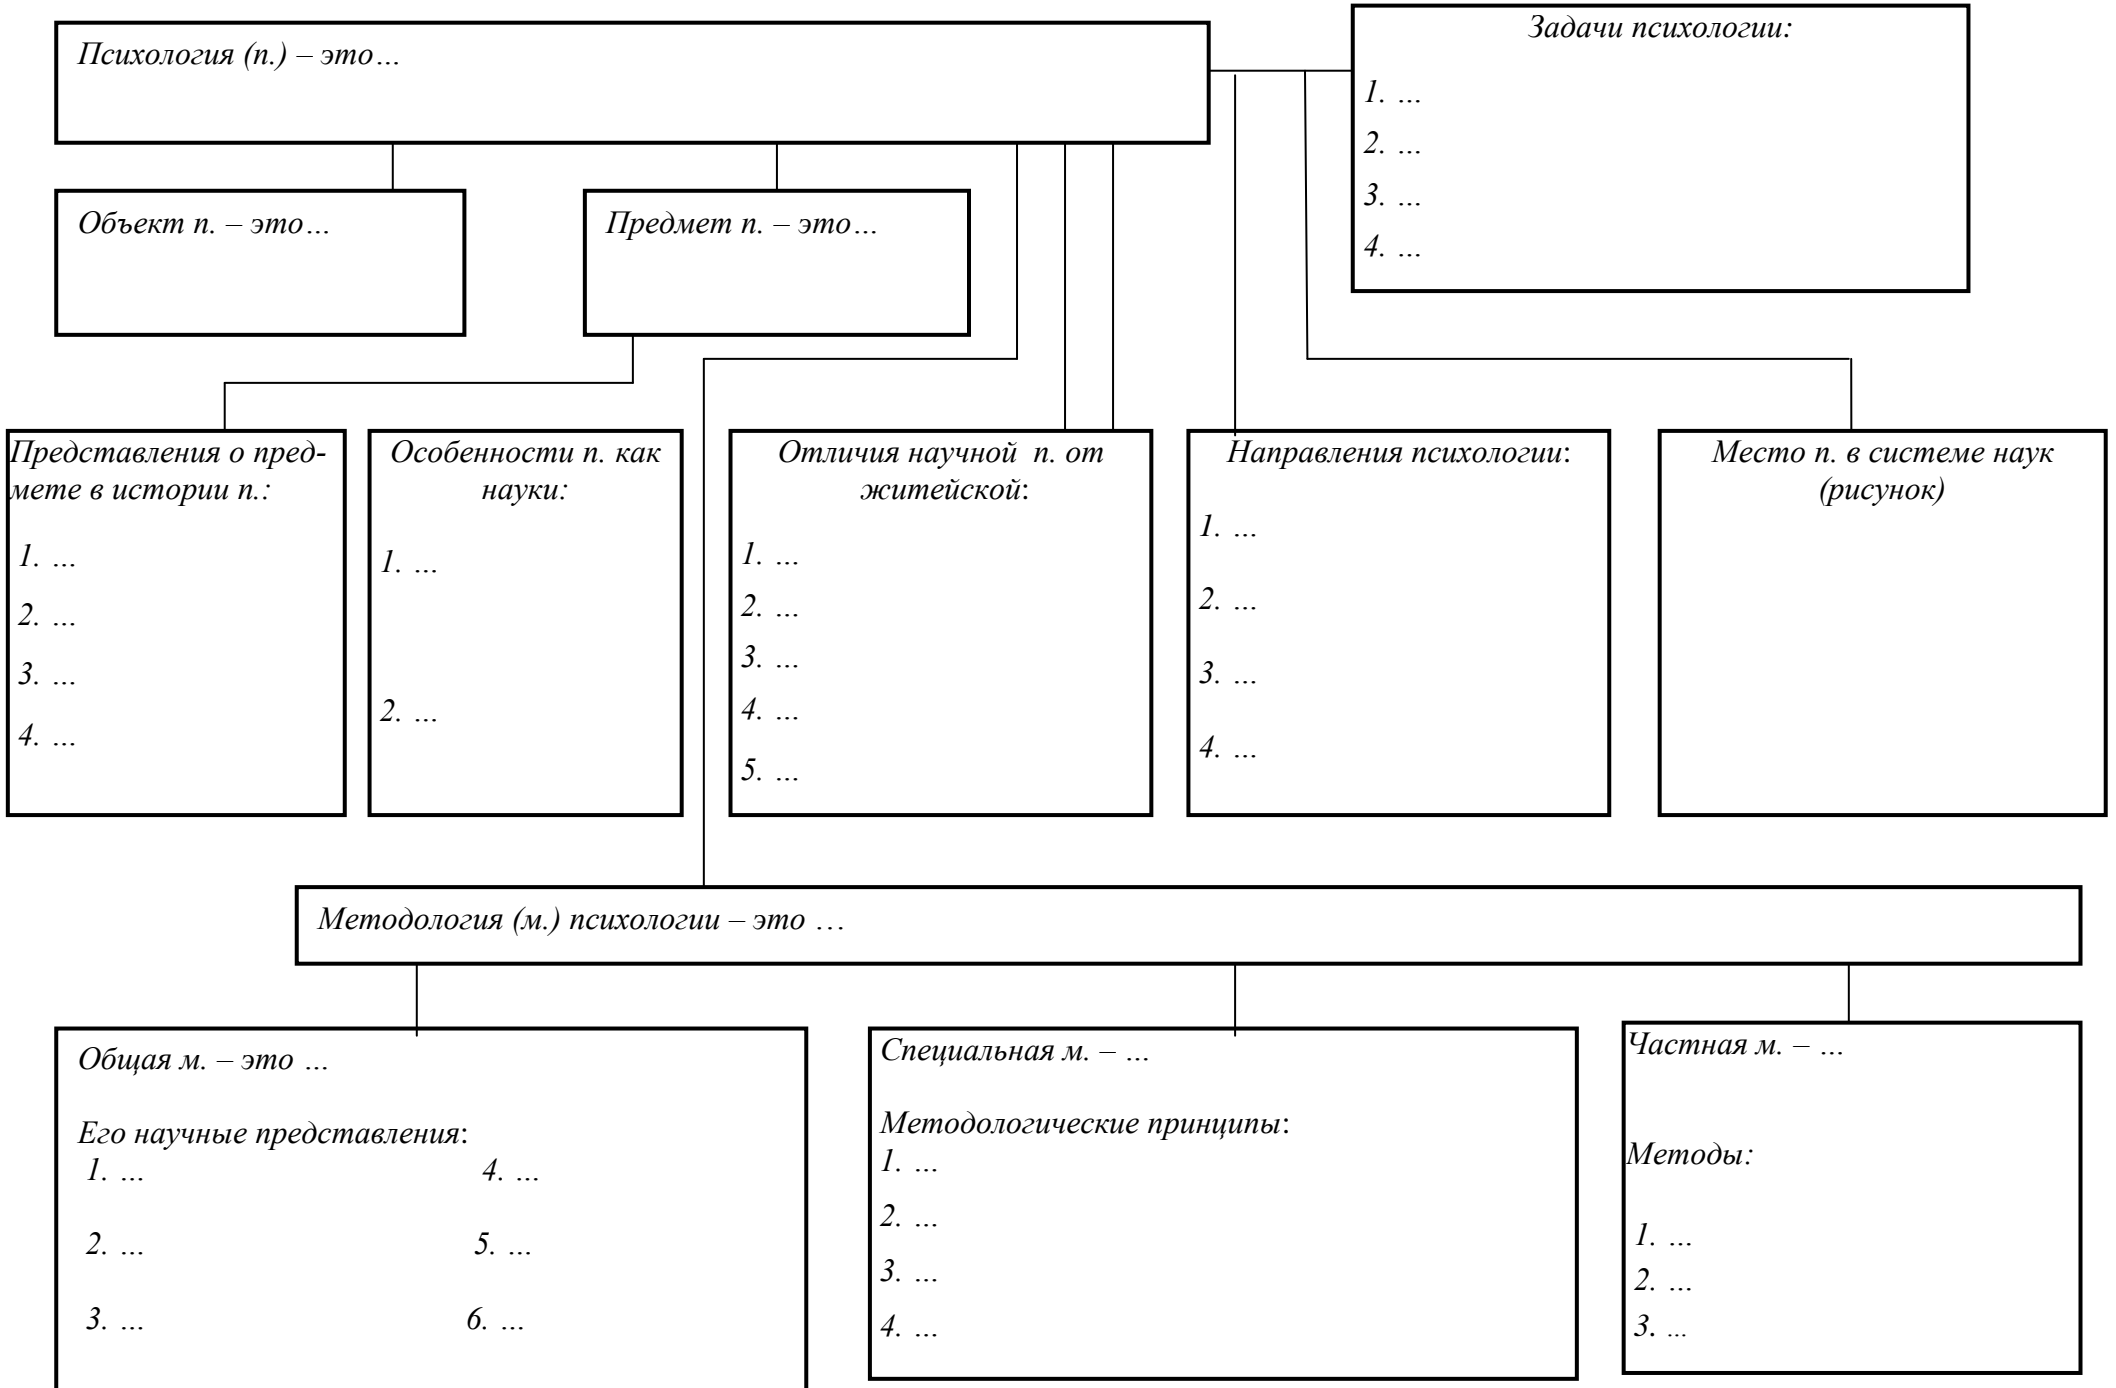 Психология (п.) – это…
Задачи психологии:
1. …
2. …
3. …
4. …
Объект п. – это…
Предмет п. – это…
Представления о пред-
мете в истории п.:
1. …
2. …
3. …
4. …
Особенности п. как
науки:
1. …
2. …
Отличия научной п. от
житейской:
1. …
2. …
3. …
4. …
5. …
Направления психологии:
1. …
2. …
3. …
4. …
Место п. в системе наук
(рисунок)
Методология (м.) психологии – это …
Общая м. – это …
Его научные представления:
1. … 4. …
2. … 5. …
3. … 6. …
Специальная м. – …
Методологические принципы:
1. …
2. …
3. …
4. …
Частная м. – …
Методы:
1. …
2. …
3. …